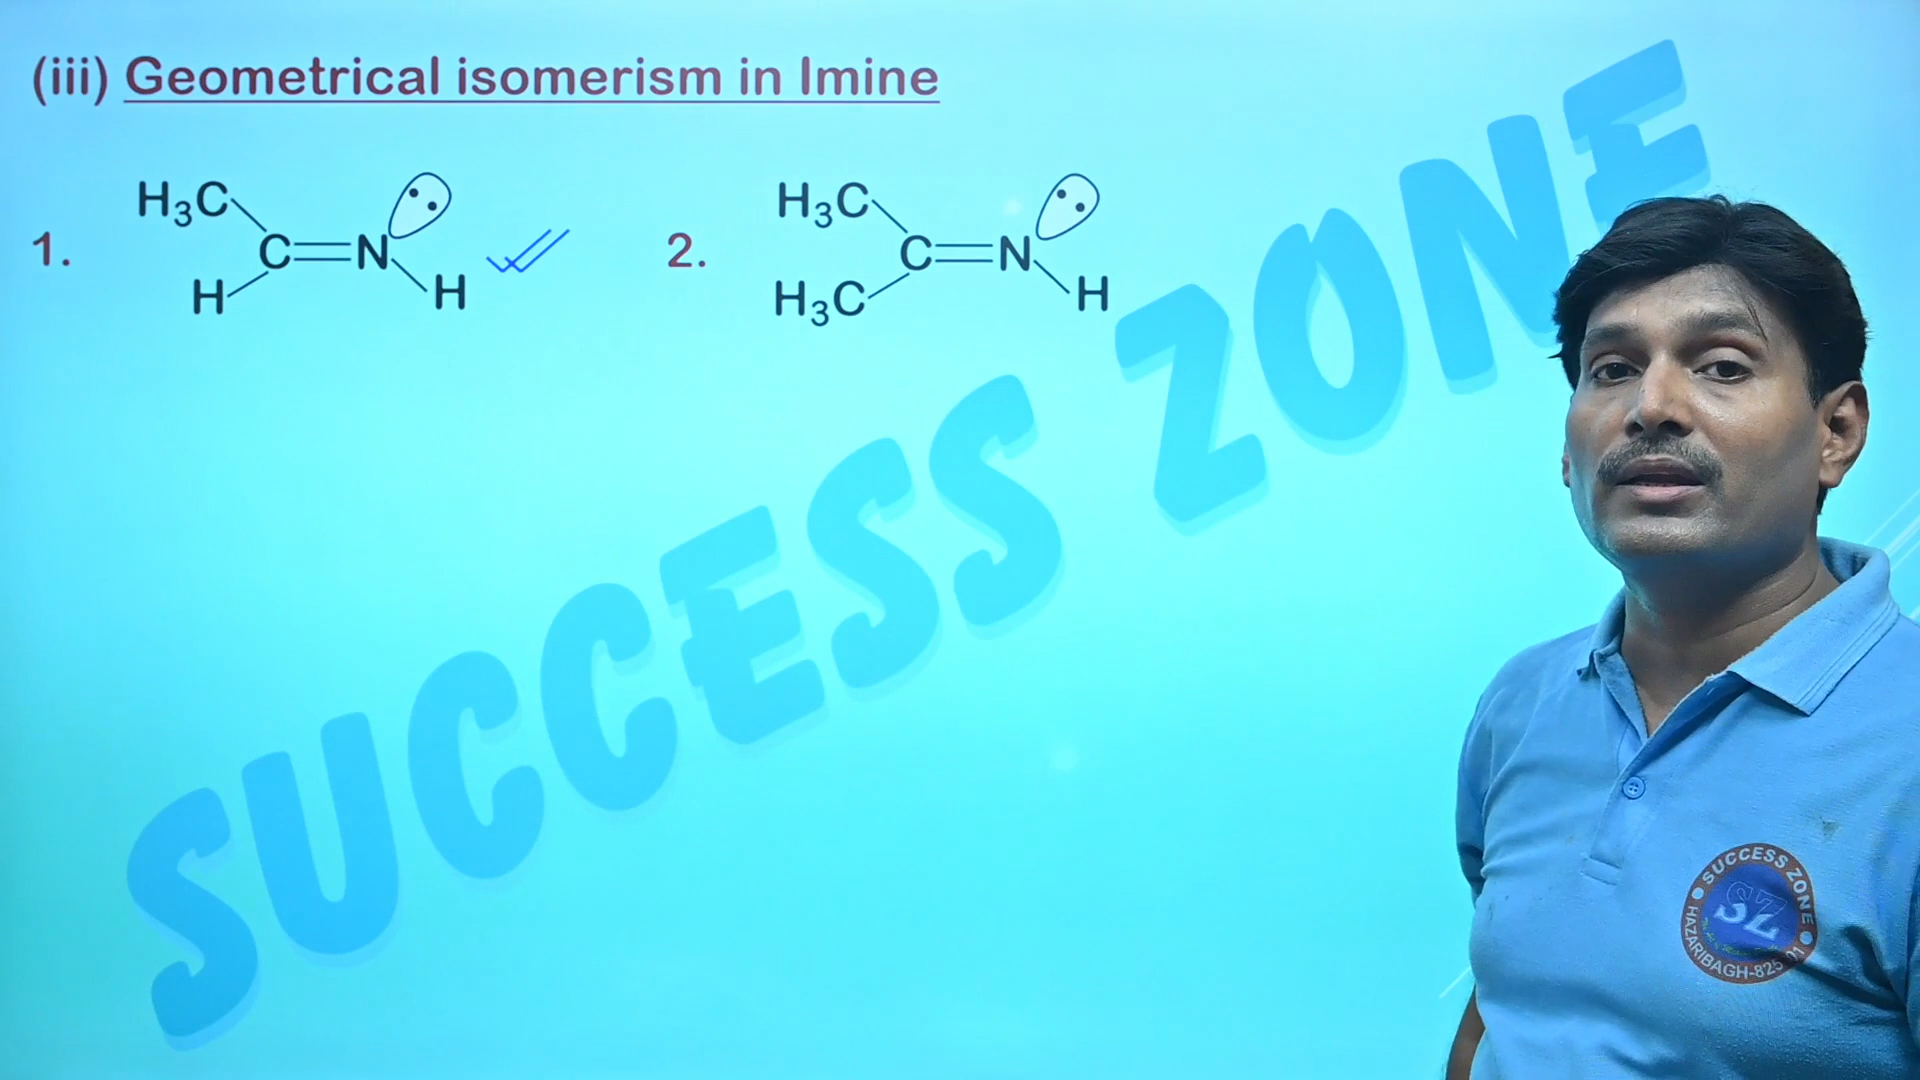 (iii) Geometrical isomerism in Imine
1.
H₃C
C=N
H
H
2.
H₃C
C=N
H₃C
H
SUCCESS ZONE
SUCCESS ZONE
SZ
HAZARIBAGH-825